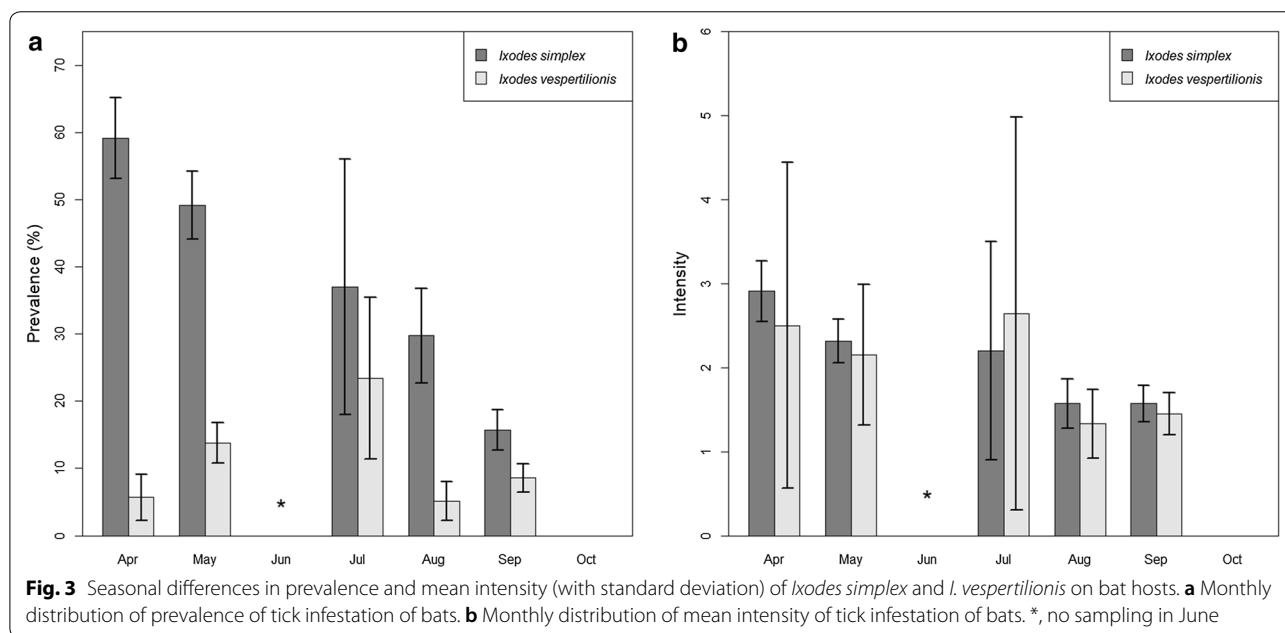 a
Prevalence (%)
70
60
50
40
30
20
10
0
Ixodes simplex
Ixodes vespertilionis
*
Apr May Jun Jul Aug Sep Oct
b
Intensity
6
5
4
3
2
1
0
Ixodes simplex
Ixodes vespertilionis
*
Apr May Jun Jul Aug Sep Oct
Fig. 3 Seasonal differences in prevalence and mean intensity (with standard deviation) of Ixodes simplex and I. vespertilionis on bat hosts. a Monthly
distribution of prevalence of tick infestation of bats. b Monthly distribution of mean intensity of tick infestation of bats. *, no sampling in June